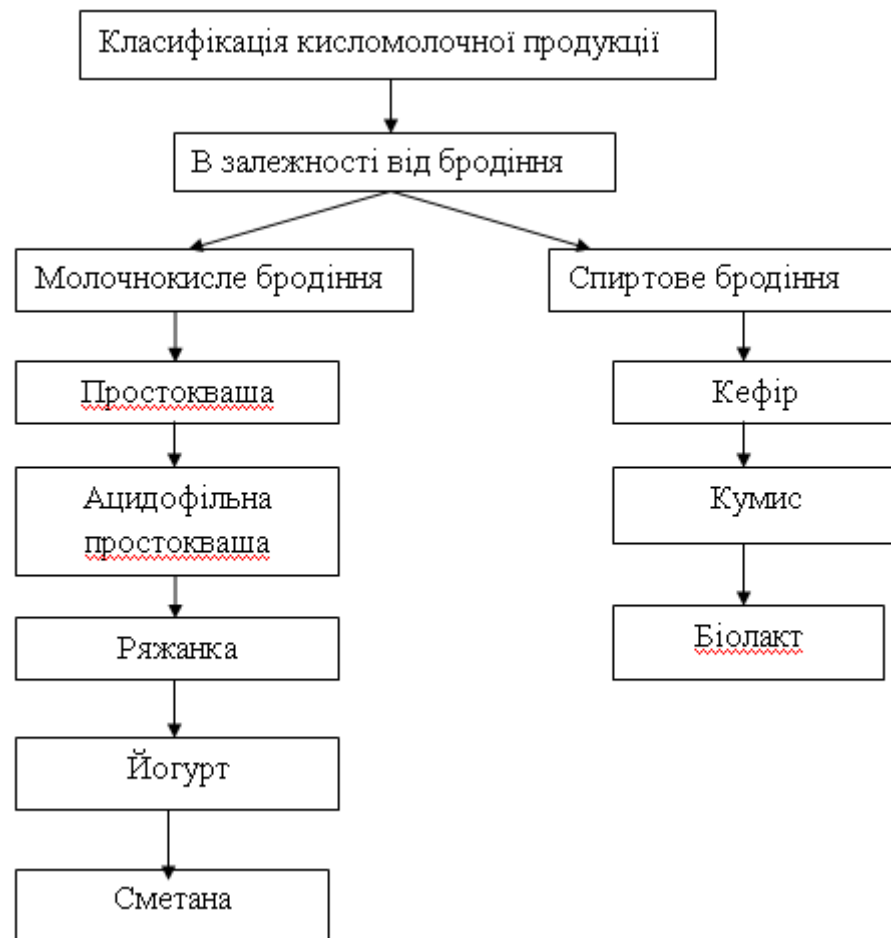 Класифікація кисломолочної продукції
В залежності від бродіння
Молочнокисле бродіння
Спиртове бродіння
Простокваша
Кефір
Ацидофільна
простокваша
Кумис
Ряжанка
Біолакт
Йогурт
Сметана